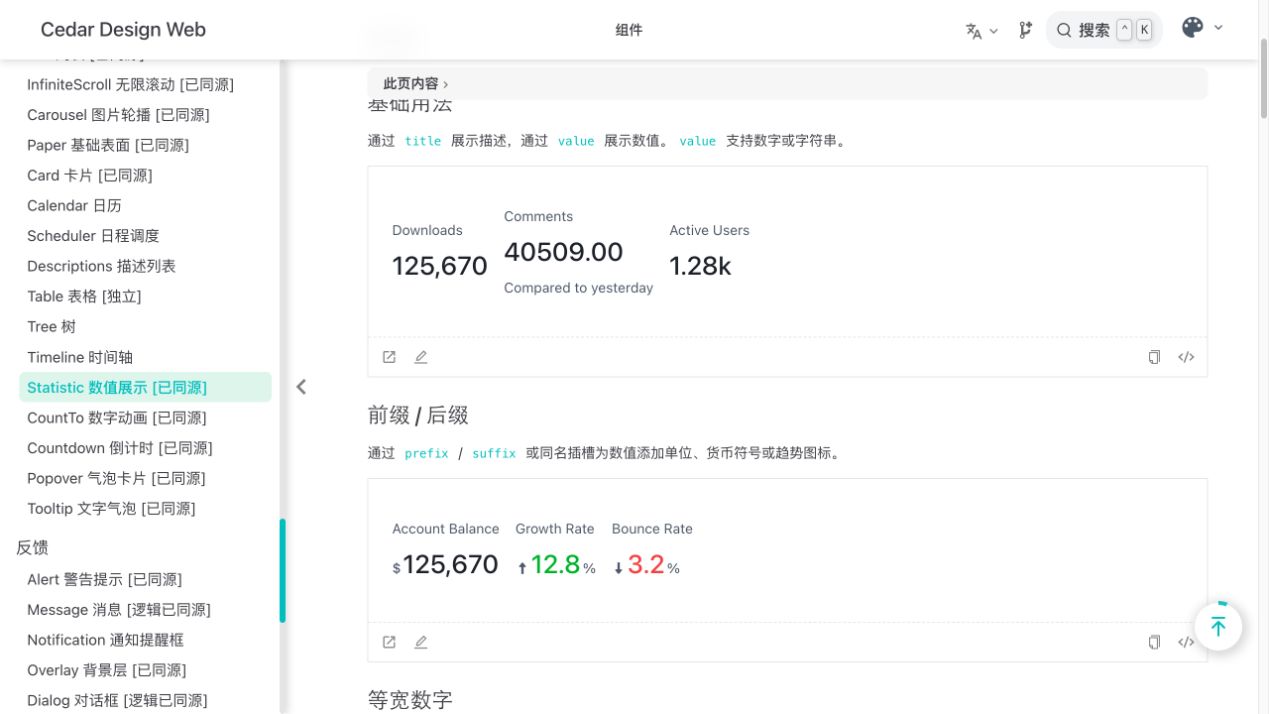 Cedar Design Web
组件
搜索 ^ K
InfiniteScroll 无限滚动 [已同源]
Carousel 图片轮播 [已同源]
Paper 基础表面 [已同源]
Card 卡片 [已同源]
Calendar 日历
Scheduler 日程调度
Descriptions 描述列表
Table 表格 [独立]
Tree 树
Timeline 时间轴
Statistic 数值展示 [已同源]
CountTo 数字动画 [已同源]
Countdown 倒计时 [已同源]
Popover 气泡卡片 [已同源]
Tooltip 文字气泡 [已同源]
反馈
Alert 警告提示 [已同源]
Message 消息 [逻辑已同源]
Notification 通知提醒框
Overlay 背景层 [已同源]
Dialog 对话框 [逻辑已同源]
此页内容 ›
基础用法
通过 title 展示描述，通过 value 展示数值。 value 支持数字或字符串。
Downloads
125,670
Comments
40509.00
Compared to yesterday
Active Users
1.28k
前缀 / 后缀
通过 prefix / suffix 或同名插槽为数值添加单位、货币符号或趋势图标。
Account Balance
$125,670
Growth Rate
12.8 %
Bounce Rate
3.2 %
等宽数字